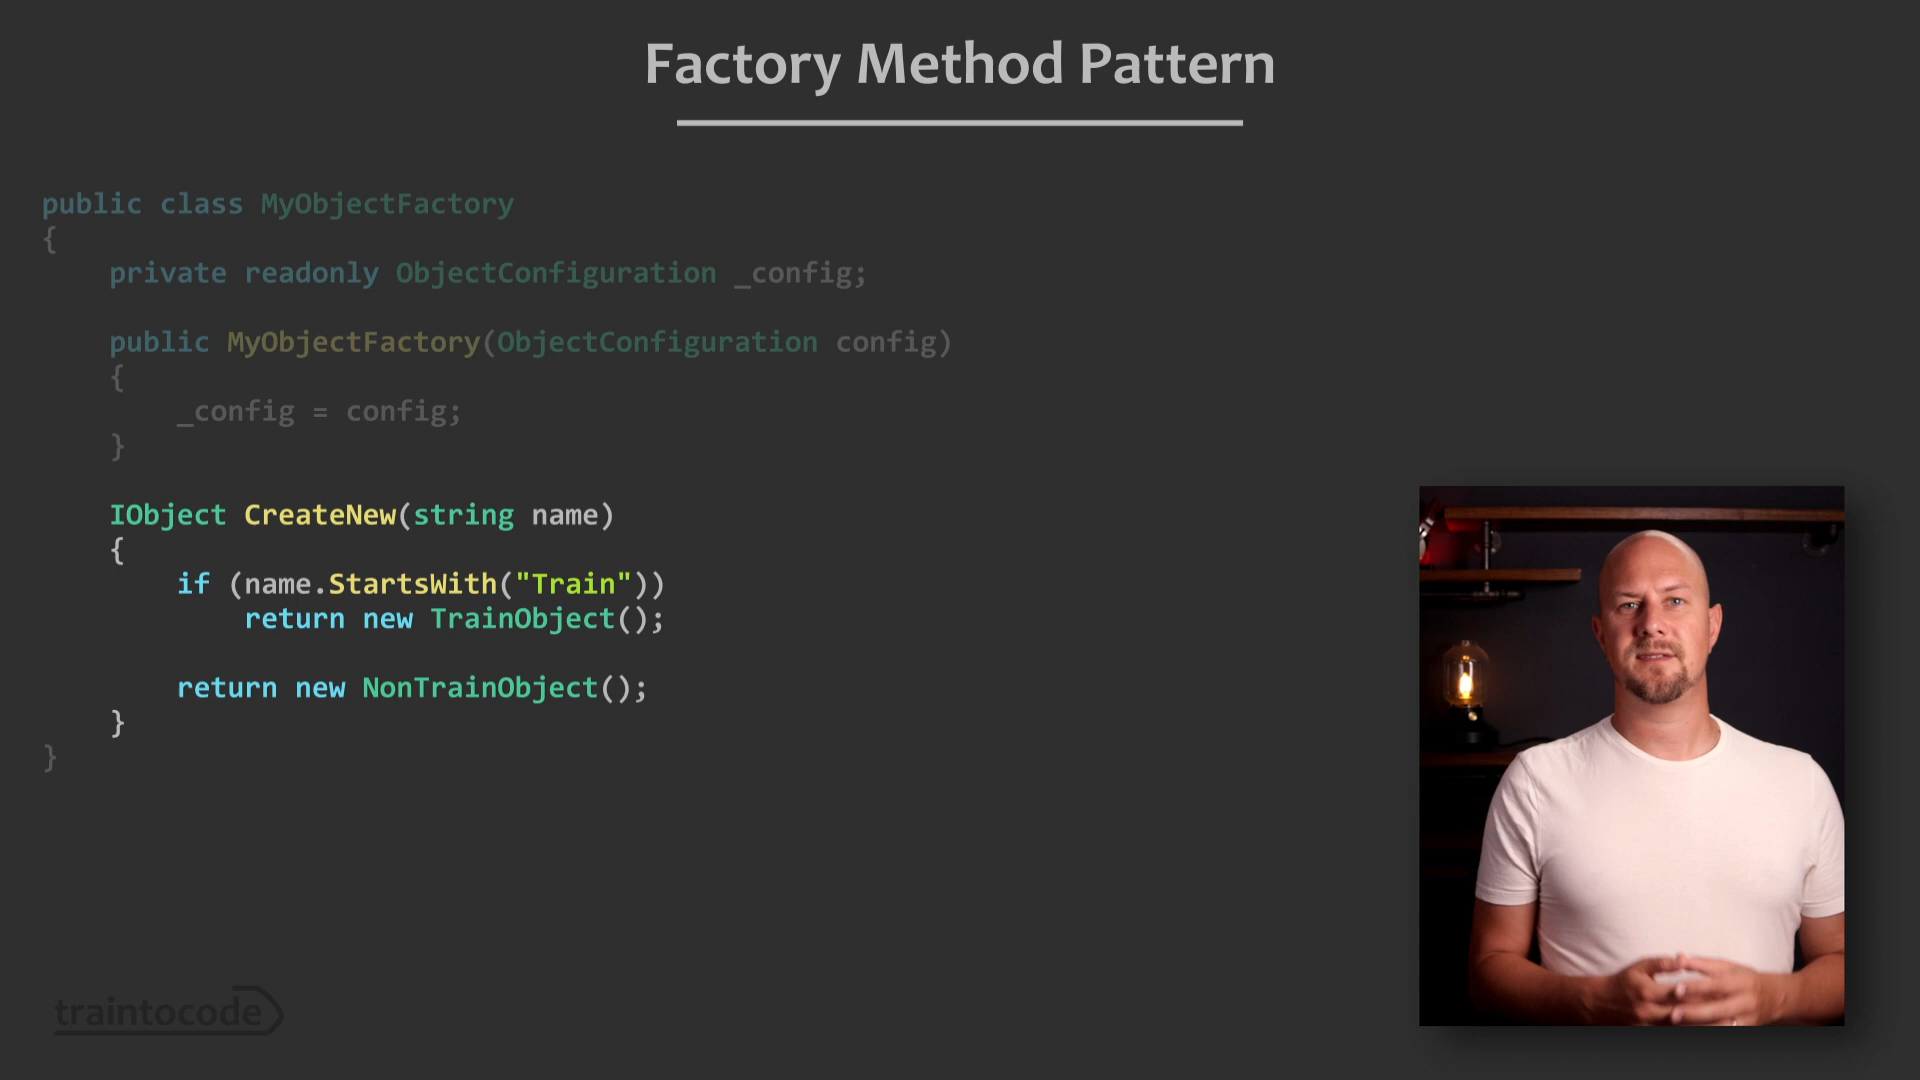 Factory Method Pattern
public class MyObjectFactory
{
    private readonly ObjectConfiguration _config;
    public MyObjectFactory(ObjectConfiguration config)
    {
        _config = config;
    }
    IObject CreateNew(string name)
    {
        if (name.StartsWith("Train"))
            return new TrainObject();
        return new NonTrainObject();
    }
}
traintocode